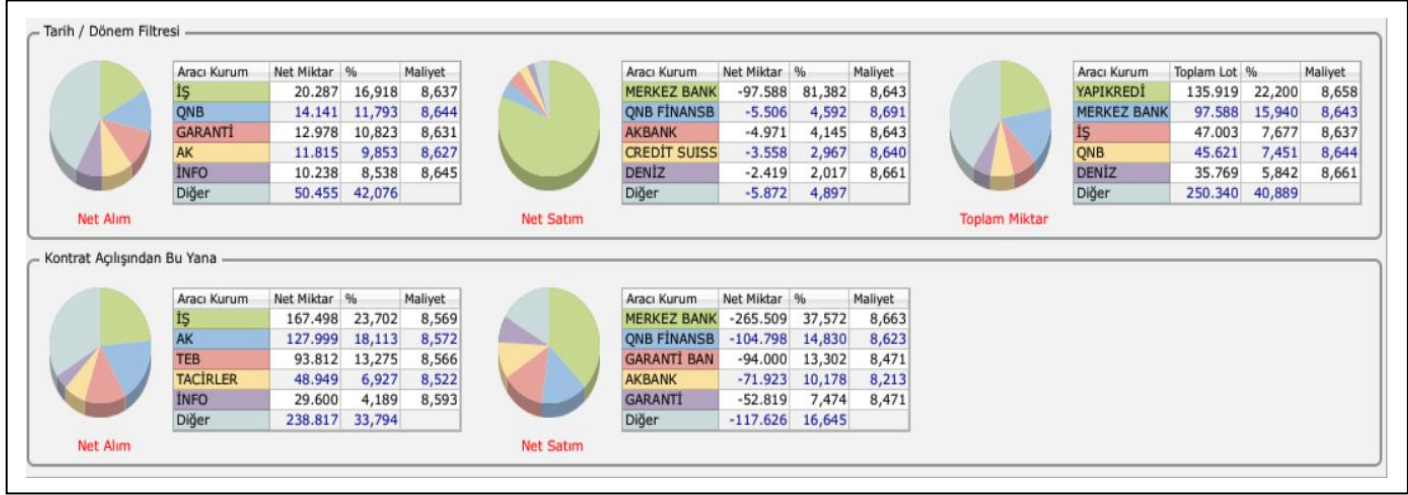 Tarih / Dönem Filtresi
Aracı Kurum Net Miktar % Maliyet
İŞ 20.287 16,918 8,637
QNB 14.141 11,793 8,644
GARANTİ 12.978 10,823 8,631
AK 11.815 9,853 8,627
İNFO 10.238 8,538 8,645
Diğer 50.455 42,076
Net Alım
Aracı Kurum Net Miktar % Maliyet
MERKEZ BANK -97.588 81,382 8,643
QNB FİNANSB -5.506 4,592 8,691
AKBANK -4.971 4,145 8,643
CREDİT SUISS -3.558 2,967 8,640
DENİZ -2.419 2,017 8,661
Diğer -5.872 4,897
Net Satım
Aracı Kurum Toplam Lot % Maliyet
YAPIKREDİ 135.919 22,200 8,658
MERKEZ BANK 97.588 15,940 8,643
İŞ 47.003 7,677 8,637
QNB 45.621 7,451 8,644
DENİZ 35.769 5,842 8,661
Diğer 250.340 40,889
Toplam Miktar
Kontrat Açılışından Bu Yana
Aracı Kurum Net Miktar % Maliyet
İŞ 167.498 23,702 8,569
AK 127.999 18,113 8,572
TEB 93.812 13,275 8,566
TACİRLER 48.949 6,927 8,522
İNFO 29.600 4,189 8,593
Diğer 238.817 33,794
Net Alım
Aracı Kurum Net Miktar % Maliyet
MERKEZ BANK -265.509 37,572 8,663
QNB FİNANSB -104.798 14,830 8,623
GARANTİ BAN -94.000 13,302 8,471
AKBANK -71.923 10,178 8,213
GARANTİ -52.819 7,474 8,471
Diğer -117.626 16,645
Net Satım